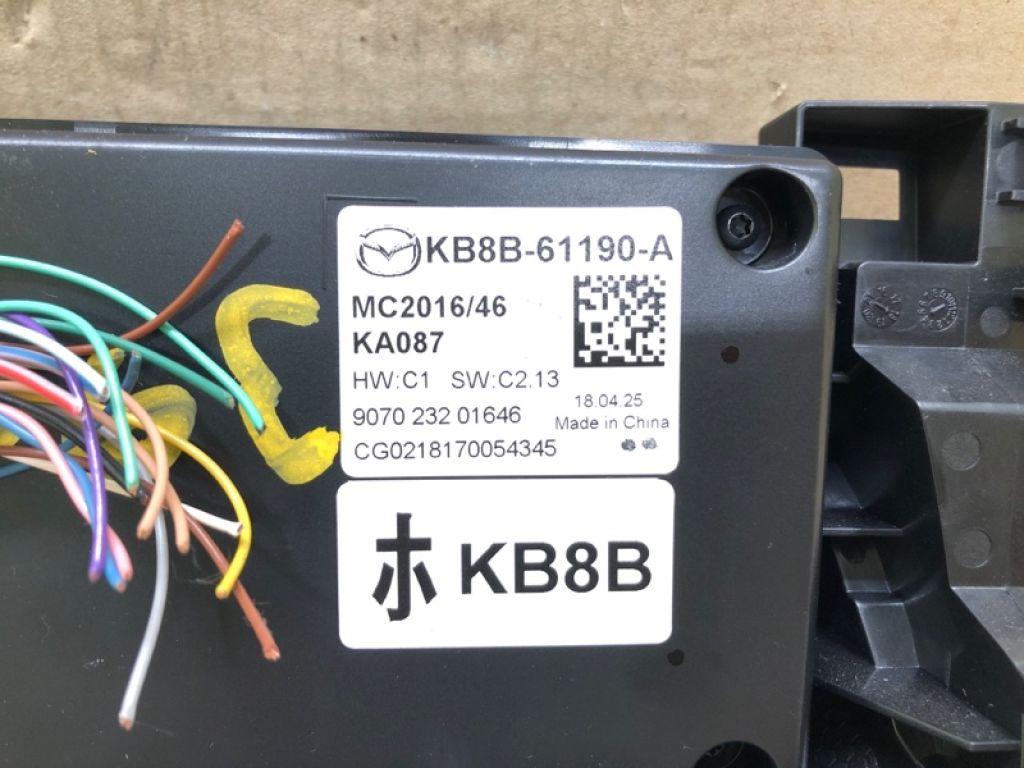 KB8B-61190-A
MC2016/46
KA087
HW:C1 SW:C2.13
18.04.25
9070 232 01646
Made in China
CG0218170054345
KB8B